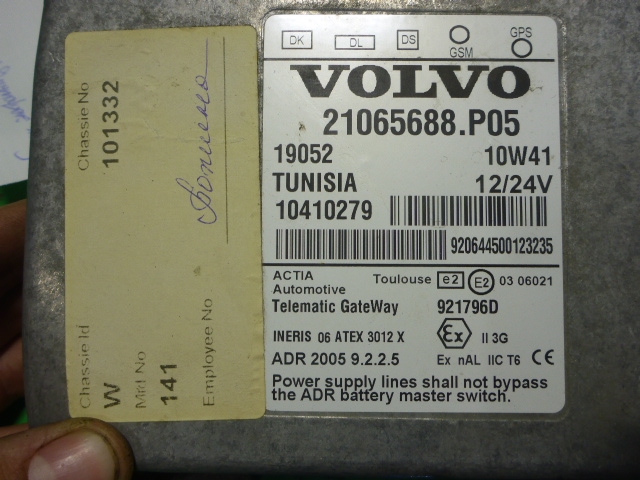 Chassie No
101332
Chassie Id
W
Mrkl No
141
Employee No
DK DL DS GSM GPS
VOLVO
21065688.P05
19052 10W41
TUNISIA 12/24V
10410279
920644500123235
ACTIA Toulouse e2 E2 03 06021
Automotive
Telematic GateWay 921796D
INERIS 06 ATEX 3012 X Ex II 3G
ADR 2005 9.2.2.5 Ex nAL IIC T6 CE
Power supply lines shall not bypass
the ADR battery master switch.